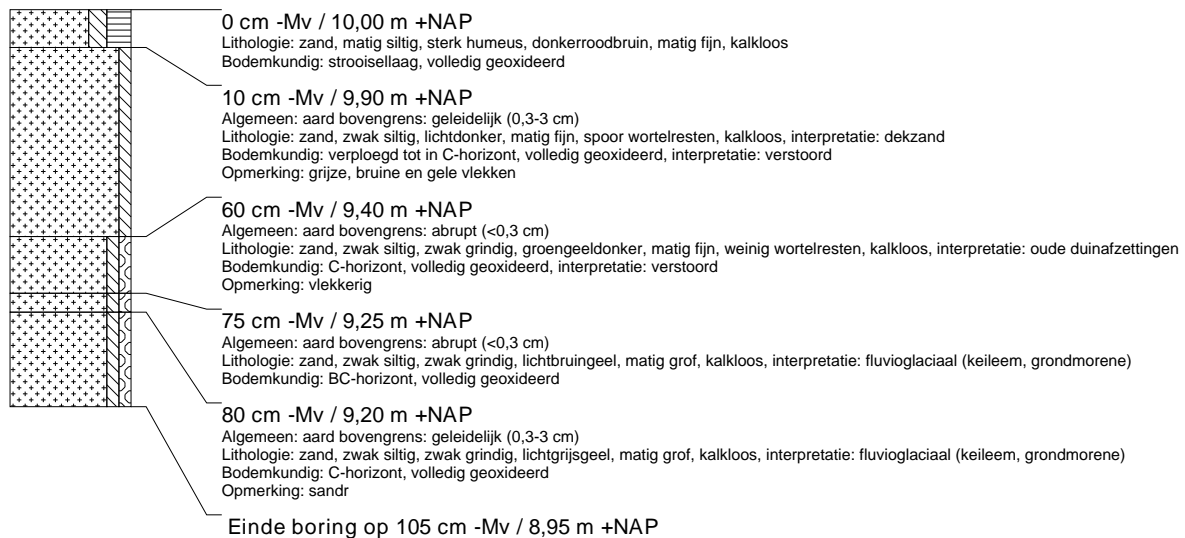 0 cm -Mv / 10,00 m +NAP
Lithologie: zand, matig siltig, sterk humeus, donkerroodbruin, matig fijn, kalkloos
Bodemkundig: strooisellaag, volledig geoxideerd
10 cm -Mv / 9,90 m +NAP
Algemeen: aard bovengrens: geleidelijk (0,3-3 cm)
Lithologie: zand, zwak siltig, lichtdonker, matig fijn, spoor wortelresten, kalkloos, interpretatie: dekzand
Bodemkundig: verploegd tot in C-horizont, volledig geoxideerd, interpretatie: verstoord
Opmerking: grijze, bruine en gele vlekken
60 cm -Mv / 9,40 m +NAP
Algemeen: aard bovengrens: abrupt (<0,3 cm)
Lithologie: zand, zwak siltig, zwak grindig, groengeeldonker, matig fijn, weinig wortelresten, kalkloos, interpretatie: oude duinafzettingen
Bodemkundig: C-horizont, volledig geoxideerd, interpretatie: verstoord
Opmerking: vlekkerig
75 cm -Mv / 9,25 m +NAP
Algemeen: aard bovengrens: abrupt (<0,3 cm)
Lithologie: zand, zwak siltig, zwak grindig, lichtbruingeel, matig grof, kalkloos, interpretatie: fluvioglaciaal (keileem, grondmorene)
Bodemkundig: BC-horizont, volledig geoxideerd
80 cm -Mv / 9,20 m +NAP
Algemeen: aard bovengrens: geleidelijk (0,3-3 cm)
Lithologie: zand, zwak siltig, zwak grindig, lichtgrijsgeel, matig grof, kalkloos, interpretatie: fluvioglaciaal (keileem, grondmorene)
Bodemkundig: C-horizont, volledig geoxideerd
Opmerking: sandr
Einde boring op 105 cm -Mv / 8,95 m +NAP